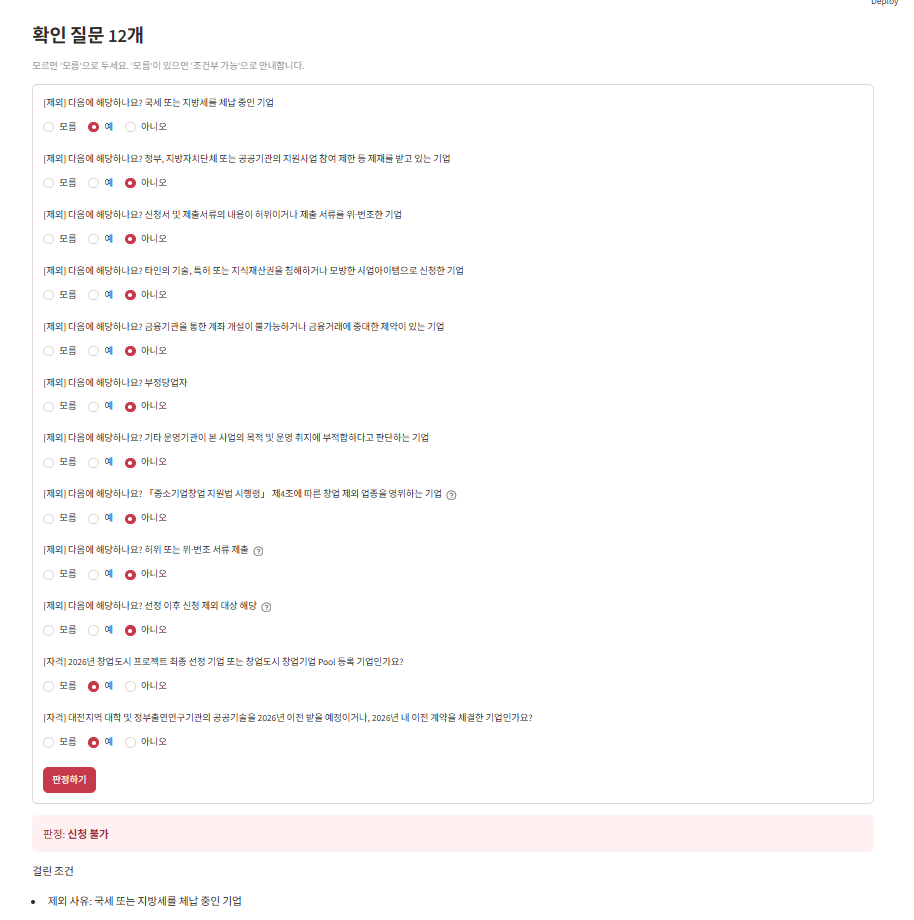 Deploy
확인 질문 12개
모르면 '모름'으로 두세요. '모름'이 있으면 '조건부 가능'으로 안내합니다.
[제외] 다음에 해당하나요? 국세 또는 지방세를 체납 중인 기업
모름 예 아니오
[제외] 다음에 해당하나요? 정부, 지방자치단체 또는 공공기관의 지원사업 참여 제한 등 제재를 받고 있는 기업
모름 예 아니오
[제외] 다음에 해당하나요? 신청서 및 제출서류의 내용이 허위이거나 제출 서류를 위·변조한 기업
모름 예 아니오
[제외] 다음에 해당하나요? 타인의 기술, 특허 또는 지식재산권을 침해하거나 모방한 사업아이템으로 신청한 기업
모름 예 아니오
[제외] 다음에 해당하나요? 금융기관을 통한 계좌 개설이 불가능하거나 금융거래에 중대한 제약이 있는 기업
모름 예 아니오
[제외] 다음에 해당하나요? 부정당업자
모름 예 아니오
[제외] 다음에 해당하나요? 기타 운영기관이 본 사업의 목적 및 운영 취지에 부적합하다고 판단하는 기업
모름 예 아니오
[제외] 다음에 해당하나요? 「중소기업창업 지원법 시행령」 제4조에 따른 창업 제외 업종을 영위하는 기업 ?
모름 예 아니오
[제외] 다음에 해당하나요? 허위 또는 위·변조 서류 제출 ?
모름 예 아니오
[제외] 다음에 해당하나요? 선정 이후 신청 제외 대상 해당 ?
모름 예 아니오
[자격] 2026년 창업도시 프로젝트 최종 선정 기업 또는 창업도시 창업기업 Pool 등록 기업인가요?
모름 예 아니오
[자격] 대전지역 대학 및 정부출연연구기관의 공공기술을 2026년 이전 받을 예정이거나, 2026년 내 이전 계약을 체결한 기업인가요?
모름 예 아니오
판정하기
판정: 신청 불가
걸린 조건
• 제외 사유: 국세 또는 지방세를 체납 중인 기업